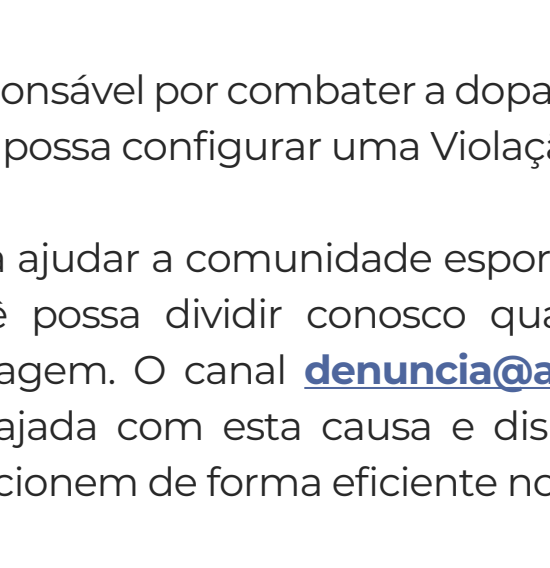 onsável por combater a dopa
possa configurar uma Violaç
ajudar a comunidade espor
possa dividir conosco qua
agem. O canal denuncia@a
ajada com esta causa e dis
cionem de forma eficiente no